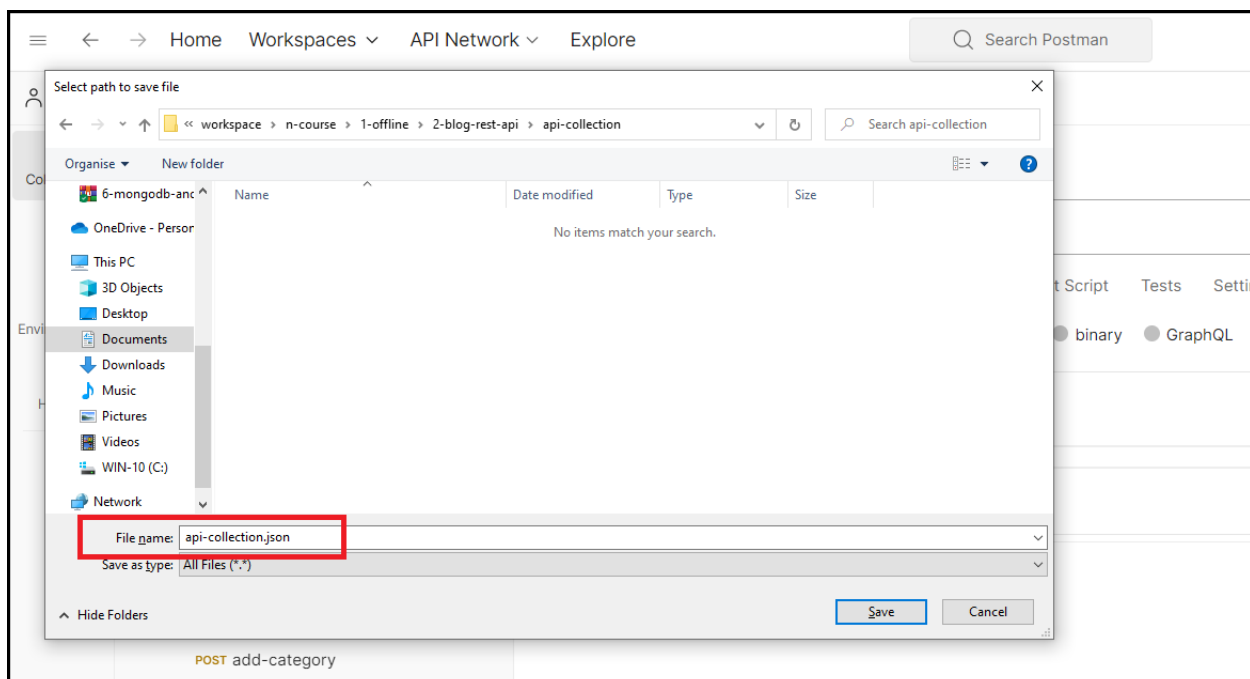 Home Workspaces API Network Explore Search Postman
Select path to save file
« workspace › n-course › 1-offline › 2-blog-rest-api › api-collection Search api-collection
Organise New folder
Col
6-mongodb-anc
Name Date modified Type Size
OneDrive - Person
No items match your search.
This PC
3D Objects
t Script Tests Setti
Desktop
Envi
Documents
binary GraphQL
Downloads
Music
H
Pictures
Videos
WIN-10 (C:)
Network
File name: api-collection.json
Save as type: All Files (*.*)
Hide Folders Save Cancel
POST add-category